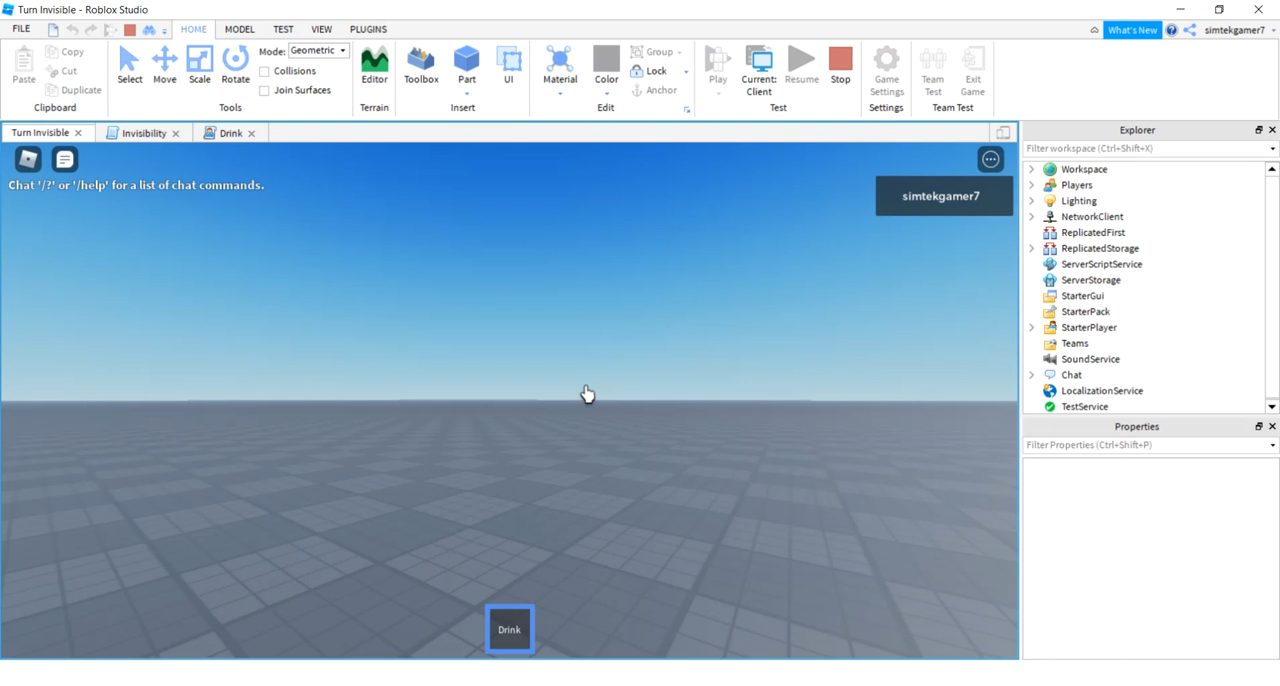 Turn Invisible - Roblox Studio
FILE HOME MODEL TEST VIEW PLUGINS What's New simtekgamer7
Paste Copy Cut Duplicate Clipboard
Select Move Scale Rotate Mode: Geometric Collisions Join Surfaces Tools
Editor Terrain
Toolbox Part UI Insert
Material Color Group Lock Anchor Edit
Play Current: Client Resume Stop Test
Game Settings Settings
Team Test Exit Game Team Test
Turn Invisible Invisibility Drink
Chat '/?' or '/help' for a list of chat commands.
simtekgamer7
Drink
Explorer
Filter workspace (Ctrl+Shift+X)
Workspace
Players
Lighting
NetworkClient
ReplicatedFirst
ReplicatedStorage
ServerScriptService
ServerStorage
StarterGui
StarterPack
StarterPlayer
Teams
SoundService
Chat
LocalizationService
TestService
Properties
Filter Properties (Ctrl+Shift+P)